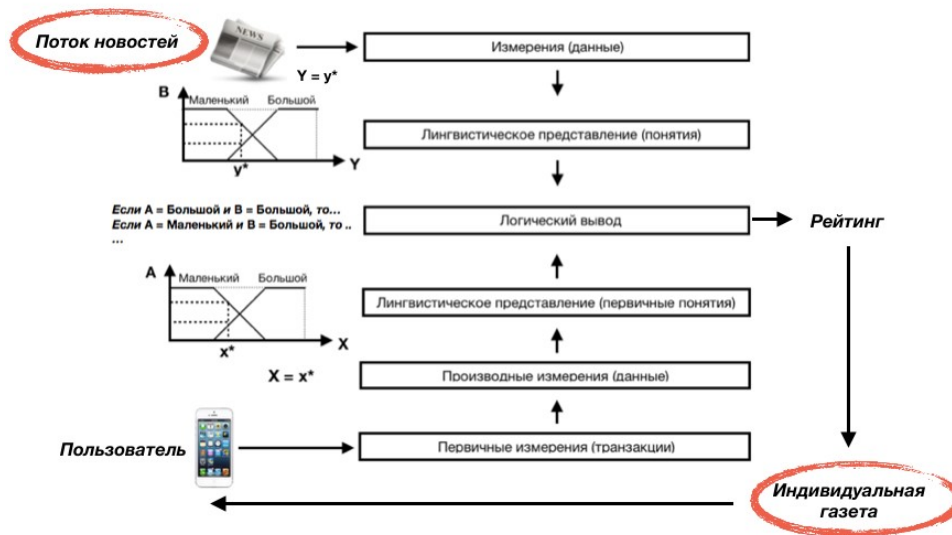 Поток новостей
NEWS
Измерения (данные)
Y = y*
B
Маленький
Большой
Лингвистическое представление (понятия)
y*
Y
Если A = Большой и B = Большой, то...
Если A = Маленький и B = Большой, то ..
...
Логический вывод
Рейтинг
A
Маленький
Большой
Лингвистическое представление (первичные понятия)
x*
X
X = x*
Производные измерения (данные)
Пользователь
Первичные измерения (транзакции)
Индивидуальная
газета